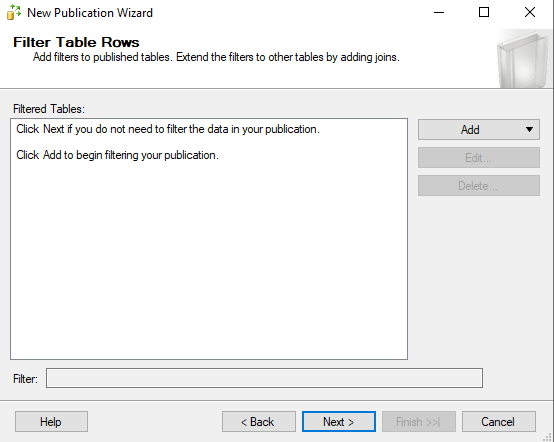 New Publication Wizard
Filter Table Rows
Add filters to published tables. Extend the filters to other tables by adding joins.
Filtered Tables:
Click Next if you do not need to filter the data in your publication.
Click Add to begin filtering your publication.
Add
Edit...
Delete...
Filter:
Help
< Back
Next >
Finish >>|
Cancel